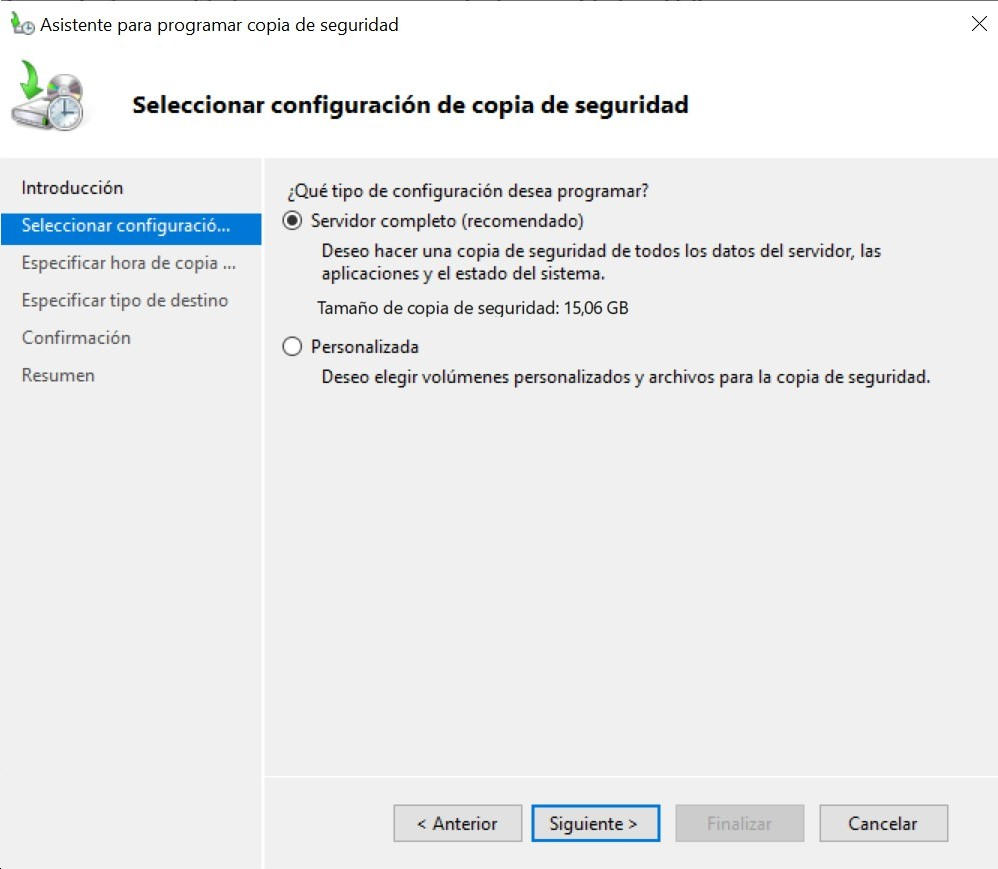 Asistente para programar copia de seguridad
Seleccionar configuración de copia de seguridad
Introducción
Seleccionar configuració...
Especificar hora de copia ...
Especificar tipo de destino
Confirmación
Resumen
¿Qué tipo de configuración desea programar?
Servidor completo (recomendado)
Deseo hacer una copia de seguridad de todos los datos del servidor, las
aplicaciones y el estado del sistema.
Tamaño de copia de seguridad: 15,06 GB
Personalizada
Deseo elegir volúmenes personalizados y archivos para la copia de seguridad.
< Anterior
Siguiente >
Finalizar
Cancelar